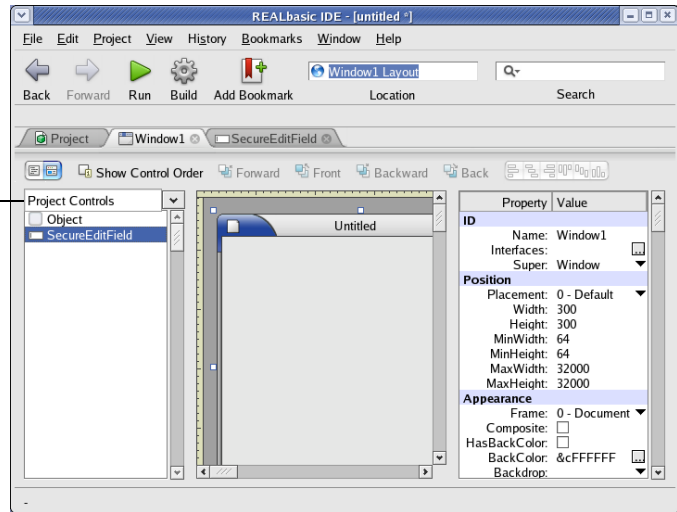 REALbasic IDE - [untitled *]
File Edit Project View History Bookmarks Window Help
Back Forward Run Build Add Bookmark
Window1 Layout
Location
Search
Project Window1 SecureEditField
Show Control Order Forward Front Backward Back
Project Controls
Object
SecureEditField
Untitled
Property Value
ID
Name: Window1
Interfaces: ...
Super: Window
Position
Placement: 0 - Default
Width: 300
Height: 300
MinWidth: 64
MinHeight: 64
MaxWidth: 32000
MaxHeight: 32000
Appearance
Frame: 0 - Document
Composite:
HasBackColor:
BackColor: &cFFFFFF ...
Backdrop:
-